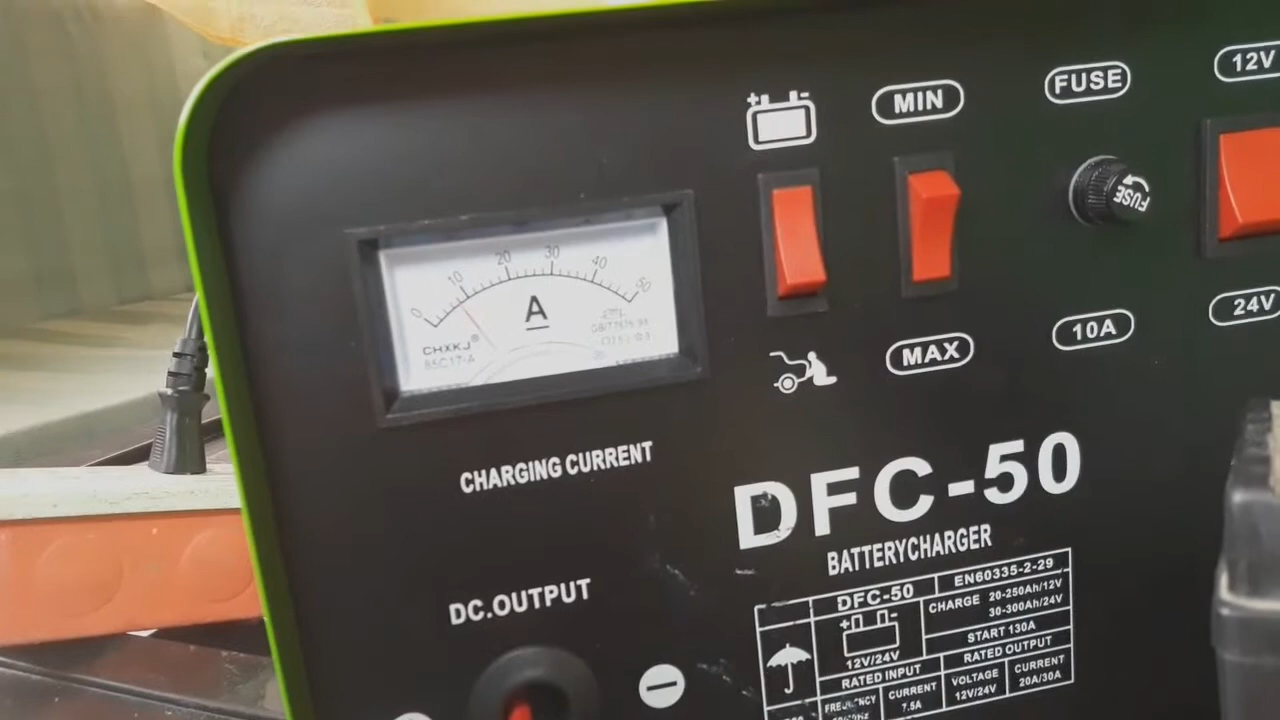 12V
FUSE
MIN
FUSE
0 10 20 30 40 50
A
CHXKJ®
85C17-A
24V
10A
MAX
CHARGING CURRENT
DFC-50
BATTERYCHARGER
DC.OUTPUT
DFC-50
EN60335-2-29
CHARGE 20-250Ah/12V
30-300Ah/24V
START 130A
12V/24V
RATED INPUT
RATED OUTPUT
FREQUENCY
CURRENT
7.5A
VOLTAGE
12V/24V
CURRENT
20A/30A